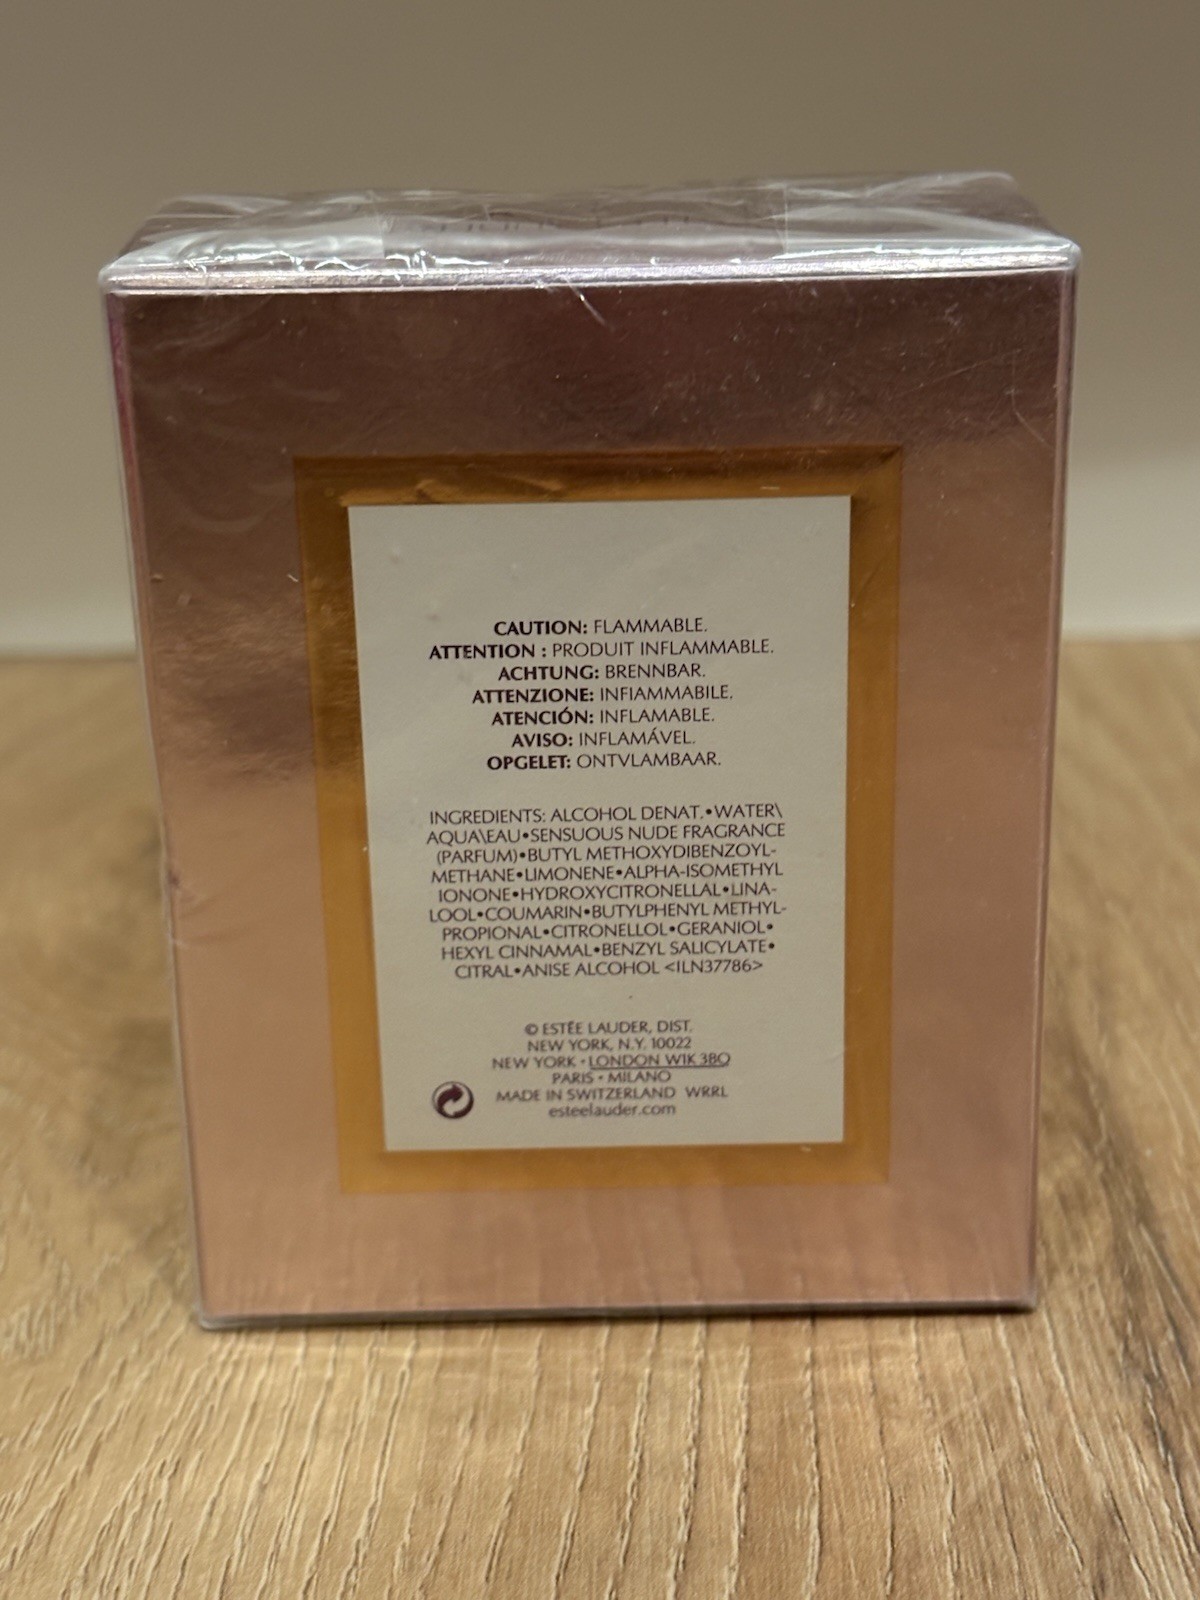 CAUTION: FLAMMABLE.
ATTENTION : PRODUIT INFLAMMABLE.
ACHTUNG: BRENNBAR.
ATTENZIONE: INFIAMMABILE.
ATENCIÓN: INFLAMABLE.
AVISO: INFLAMÁVEL.
OPGELET: ONTVLAMBAAR.
INGREDIENTS: ALCOHOL DENAT.•WATER\
AQUA\EAU•SENSUOUS NUDE FRAGRANCE
(PARFUM)•BUTYL METHOXYDIBENZOYL-
METHANE•LIMONENE•ALPHA-ISOMETHYL
IONONE•HYDROXYCITRONELLAL•LINA-
LOOL•COUMARIN•BUTYLPHENYL METHYL-
PROPIONAL•CITRONELLOL•GERANIOL•
HEXYL CINNAMAL•BENZYL SALICYLATE•
CITRAL•ANISE ALCOHOL <ILN37786>
© ESTÉE LAUDER, DIST.
NEW YORK, N.Y. 10022
NEW YORK • LONDON W1K 3BQ
PARIS • MILANO
MADE IN SWITZERLAND WRRL
esteelauder.com